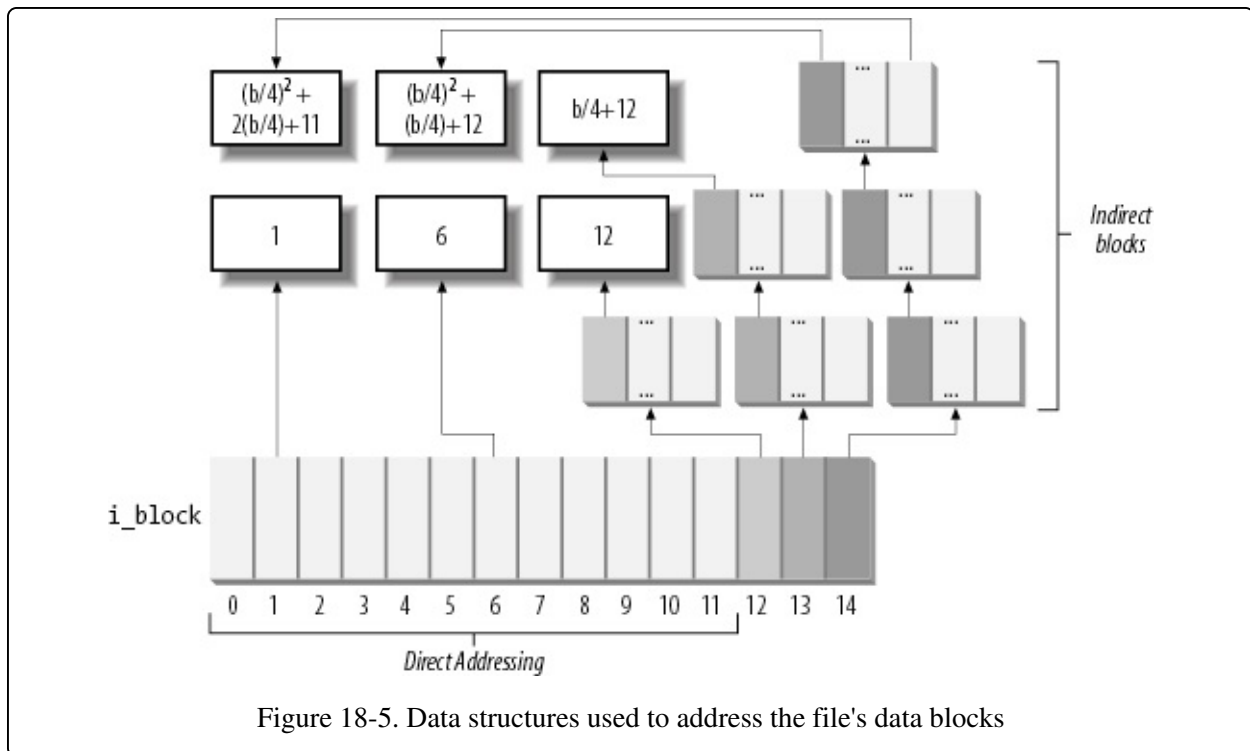 (b/4)² +
2(b/4)+11
(b/4)² +
(b/4)+12
b/4+12
...
...
1
6
12
...
...
Indirect
blocks
...
...
...
...
...
...
...
...
i_block
0 1 2 3 4 5 6 7 8 9 10 11 12 13 14
Direct Addressing
Figure 18-5. Data structures used to address the file's data blocks